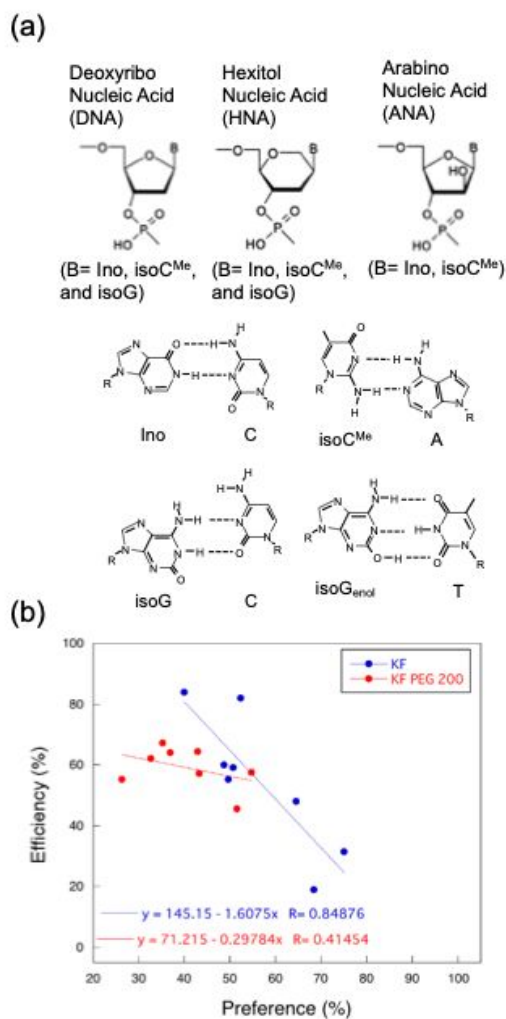 (a)
Deoxyribo
Nucleic Acid
(DNA)
Hexitol
Nucleic Acid
(HNA)
Arabino
Nucleic Acid
(ANA)
O
O
B
O
P
O
HO
O
O
B
O
P
O
HO
O
O
B
HO
O
P
O
HO
(B= Ino, isoC^Me,
and isoG)
(B= Ino, isoC^Me,
and isoG)
(B= Ino, isoC^Me)
O
H
N
H
N
N
N
N
H
N
N
R
O
R
Ino
C
O
N
H
N
H
N
N
N
N
N
N
R
H
H
N
R
isoC^Me
A
H
N
H
H
N
H
N
N
N
N
N
H
O
N
R
R
O
isoG
C
H
N
H
O
N
N
H
N
N
N
N
R
O
H
O
R
isoG_enol
T
(b)
100
80
60
40
20
0
Efficiency (%)
KF
KF PEG 200
y = 145.15 - 1.6075x R= 0.84876
y = 71.215 - 0.29784x R= 0.41454
20 30 40 50 60 70 80 90 100
Preference (%)